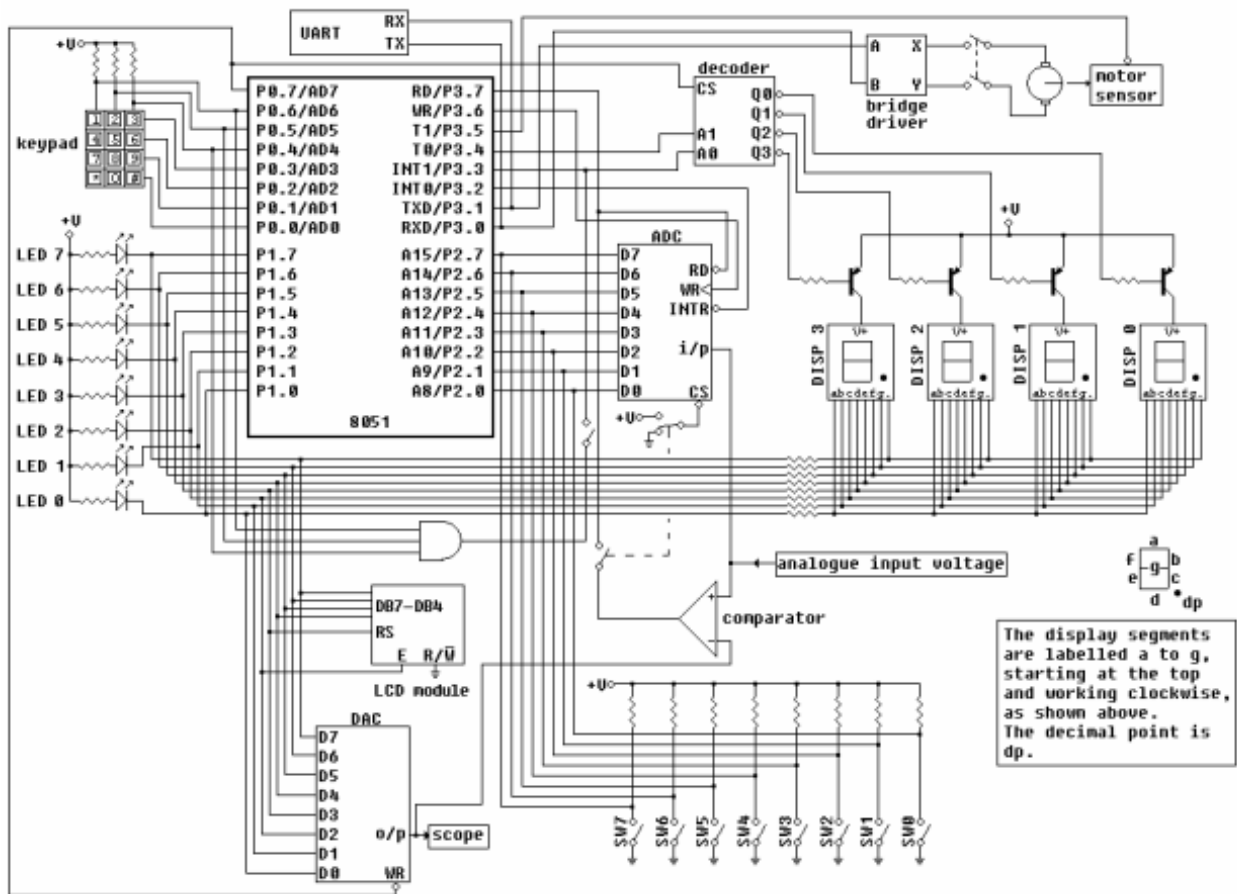 UART
RX
TX
+U
keypad
1 2 3
4 5 6
7 8 9
* 0 #
P0.7/AD7
P0.6/AD6
P0.5/AD5
P0.4/AD4
P0.3/AD3
P0.2/AD2
P0.1/AD1
P0.0/AD0
P1.7
P1.6
P1.5
P1.4
P1.3
P1.2
P1.1
P1.0
RD/P3.7
WR/P3.6
T1/P3.5
T0/P3.4
INT1/P3.3
INT0/P3.2
TXD/P3.1
RXD/P3.0
A15/P2.7
A14/P2.6
A13/P2.5
A12/P2.4
A11/P2.3
A10/P2.2
A9/P2.1
A8/P2.0
8051
decoder
CS
A1
A0
Q0
Q1
Q2
Q3
A
B
X
Y
bridge
driver
motor
sensor
+U
LED 7
LED 6
LED 5
LED 4
LED 3
LED 2
LED 1
LED 0
ADC
D7
D6
D5
D4
D3
D2
D1
D0
RD
WR
INTR
i/p
CS
+U
+U
DISP 3
V+
abcdefg.
DISP 2
V+
abcdefg.
DISP 1
V+
abcdefg.
DISP 0
V+
abcdefg.
analogue input voltage
comparator
+
-
DB7-DB4
RS
E R/W
LCD module
DAC
D7
D6
D5
D4
D3
D2
D1
D0
o/p
WR
scope
+U
SW7
SW6
SW5
SW4
SW3
SW2
SW1
SW0
a
f b
g
e c
d
dp
The display segments
are labelled a to g,
starting at the top
and working clockwise,
as shown above.
The decimal point is
dp.